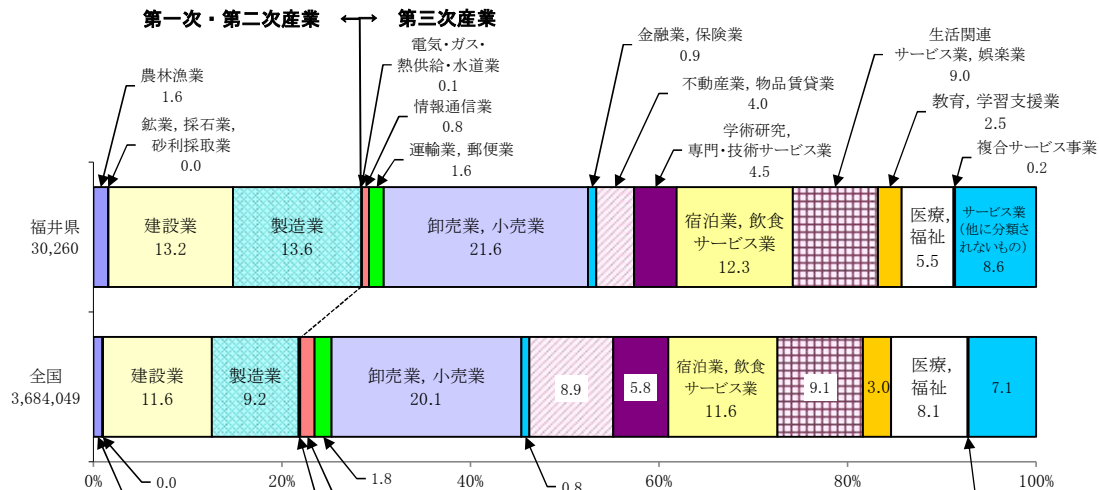 第一次・第二次産業
第三次産業
農林漁業
1.6
鉱業, 採石業,
砂利採取業
0.0
電気・ガス・
熱供給・水道業
0.1
情報通信業
0.8
運輸業, 郵便業
1.6
金融業, 保険業
0.9
不動産業, 物品賃貸業
4.0
学術研究,
専門・技術サービス業
4.5
生活関連
サービス業, 娯楽業
9.0
教育, 学習支援業
2.5
複合サービス事業
0.2
福井県
30,260
建設業
13.2
製造業
13.6
卸売業, 小売業
21.6
宿泊業, 飲食
サービス業
12.3
医療,
福祉
5.5
サービス業
(他に分類さ
れないもの)
8.6
全国
3,684,049
建設業
11.6
製造業
9.2
卸売業, 小売業
20.1
8.9
5.8
宿泊業, 飲食
サービス業
11.6
9.1
3.0
医療,
福祉
8.1
7.1
0.0
1.8
0.8
0%
20%
40%
60%
80%
100%